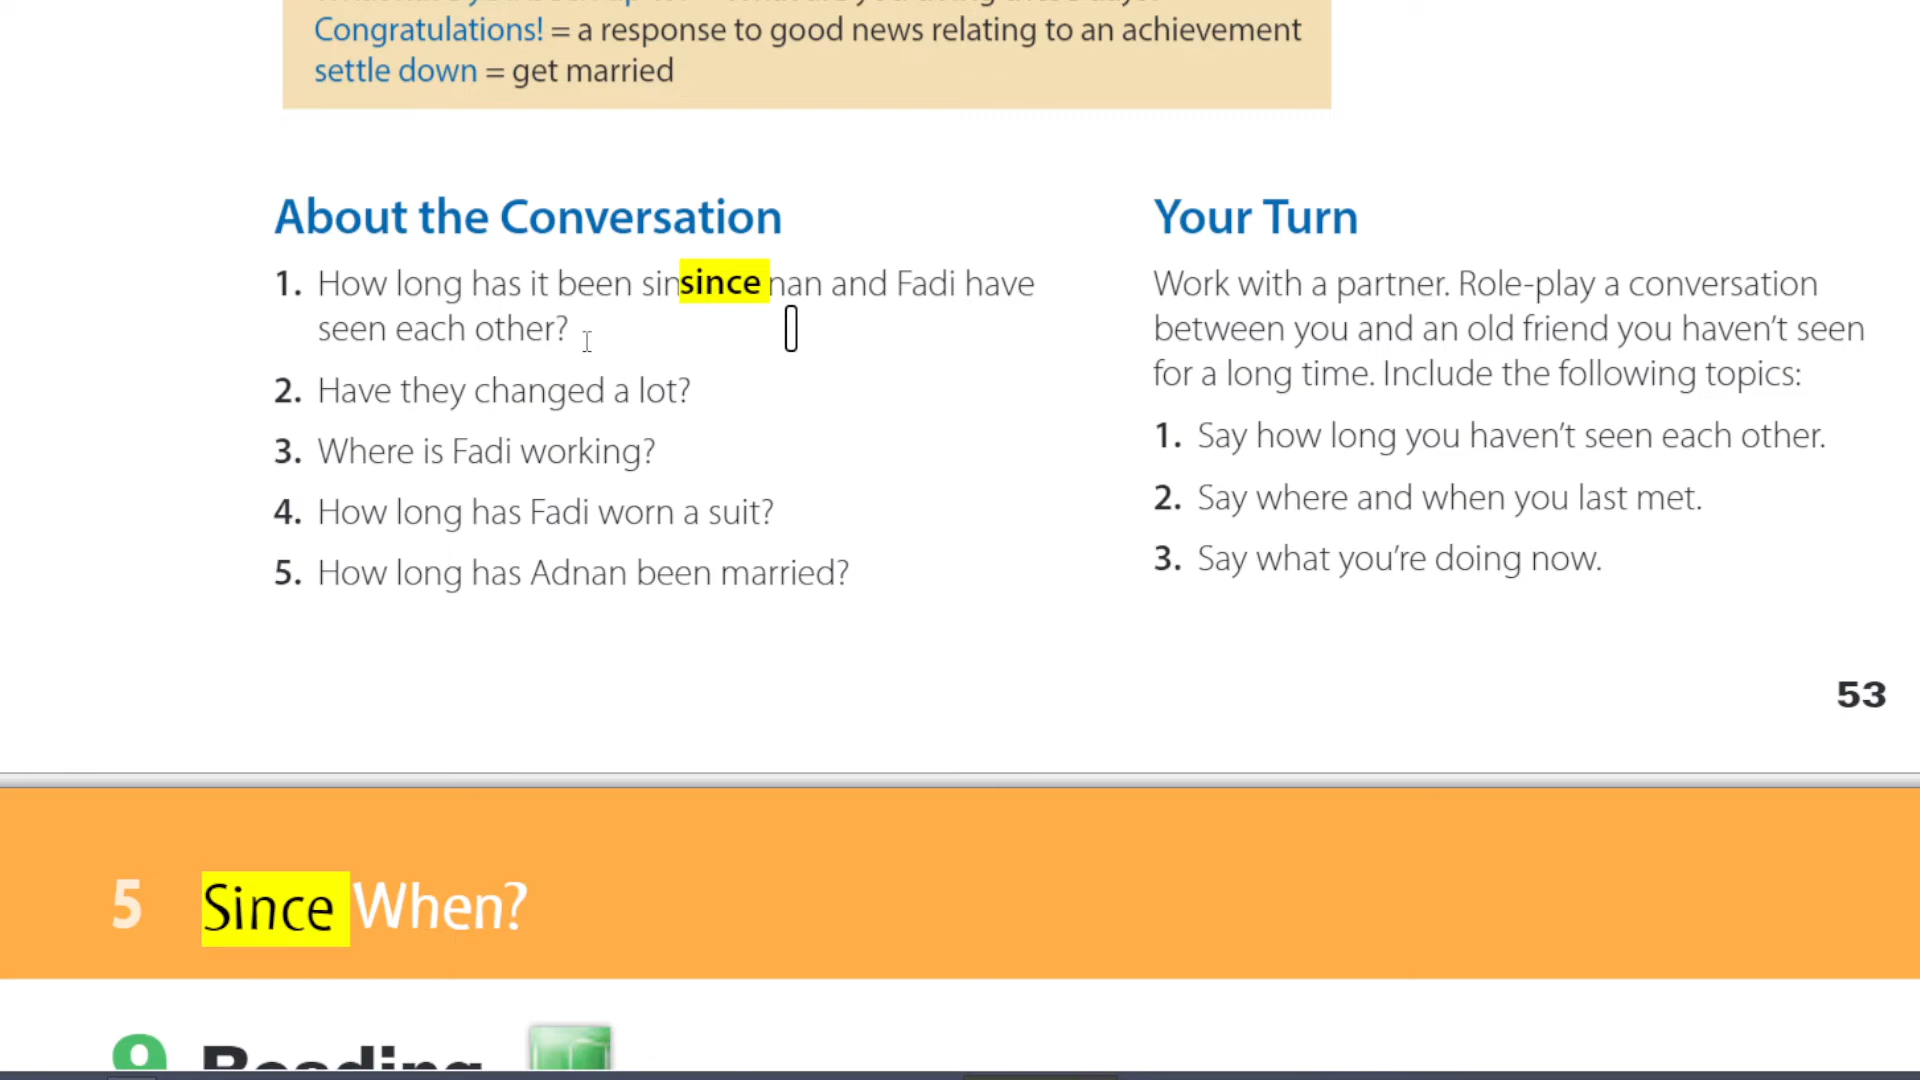 Congratulations! = a response to good news relating to an achievement
settle down = get married
About the Conversation
1. How long has it been sinsince nan and Fadi have
seen each other?
2. Have they changed a lot?
3. Where is Fadi working?
4. How long has Fadi worn a suit?
5. How long has Adnan been married?
Your Turn
Work with a partner. Role-play a conversation
between you and an old friend you haven't seen
for a long time. Include the following topics:
1. Say how long you haven't seen each other.
2. Say where and when you last met.
3. Say what you're doing now.
53
5 Since When?
9 Reading